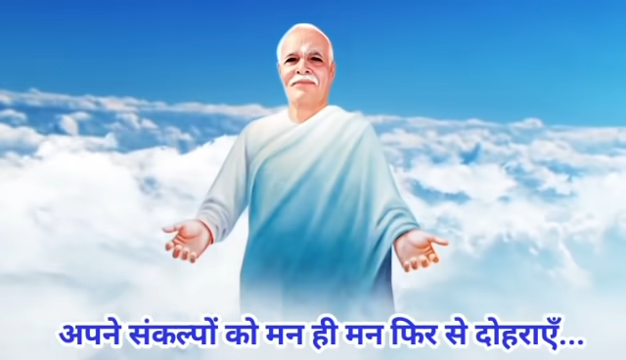 अपने संकल्पों को मन ही मन फिर से दोहराएँ...